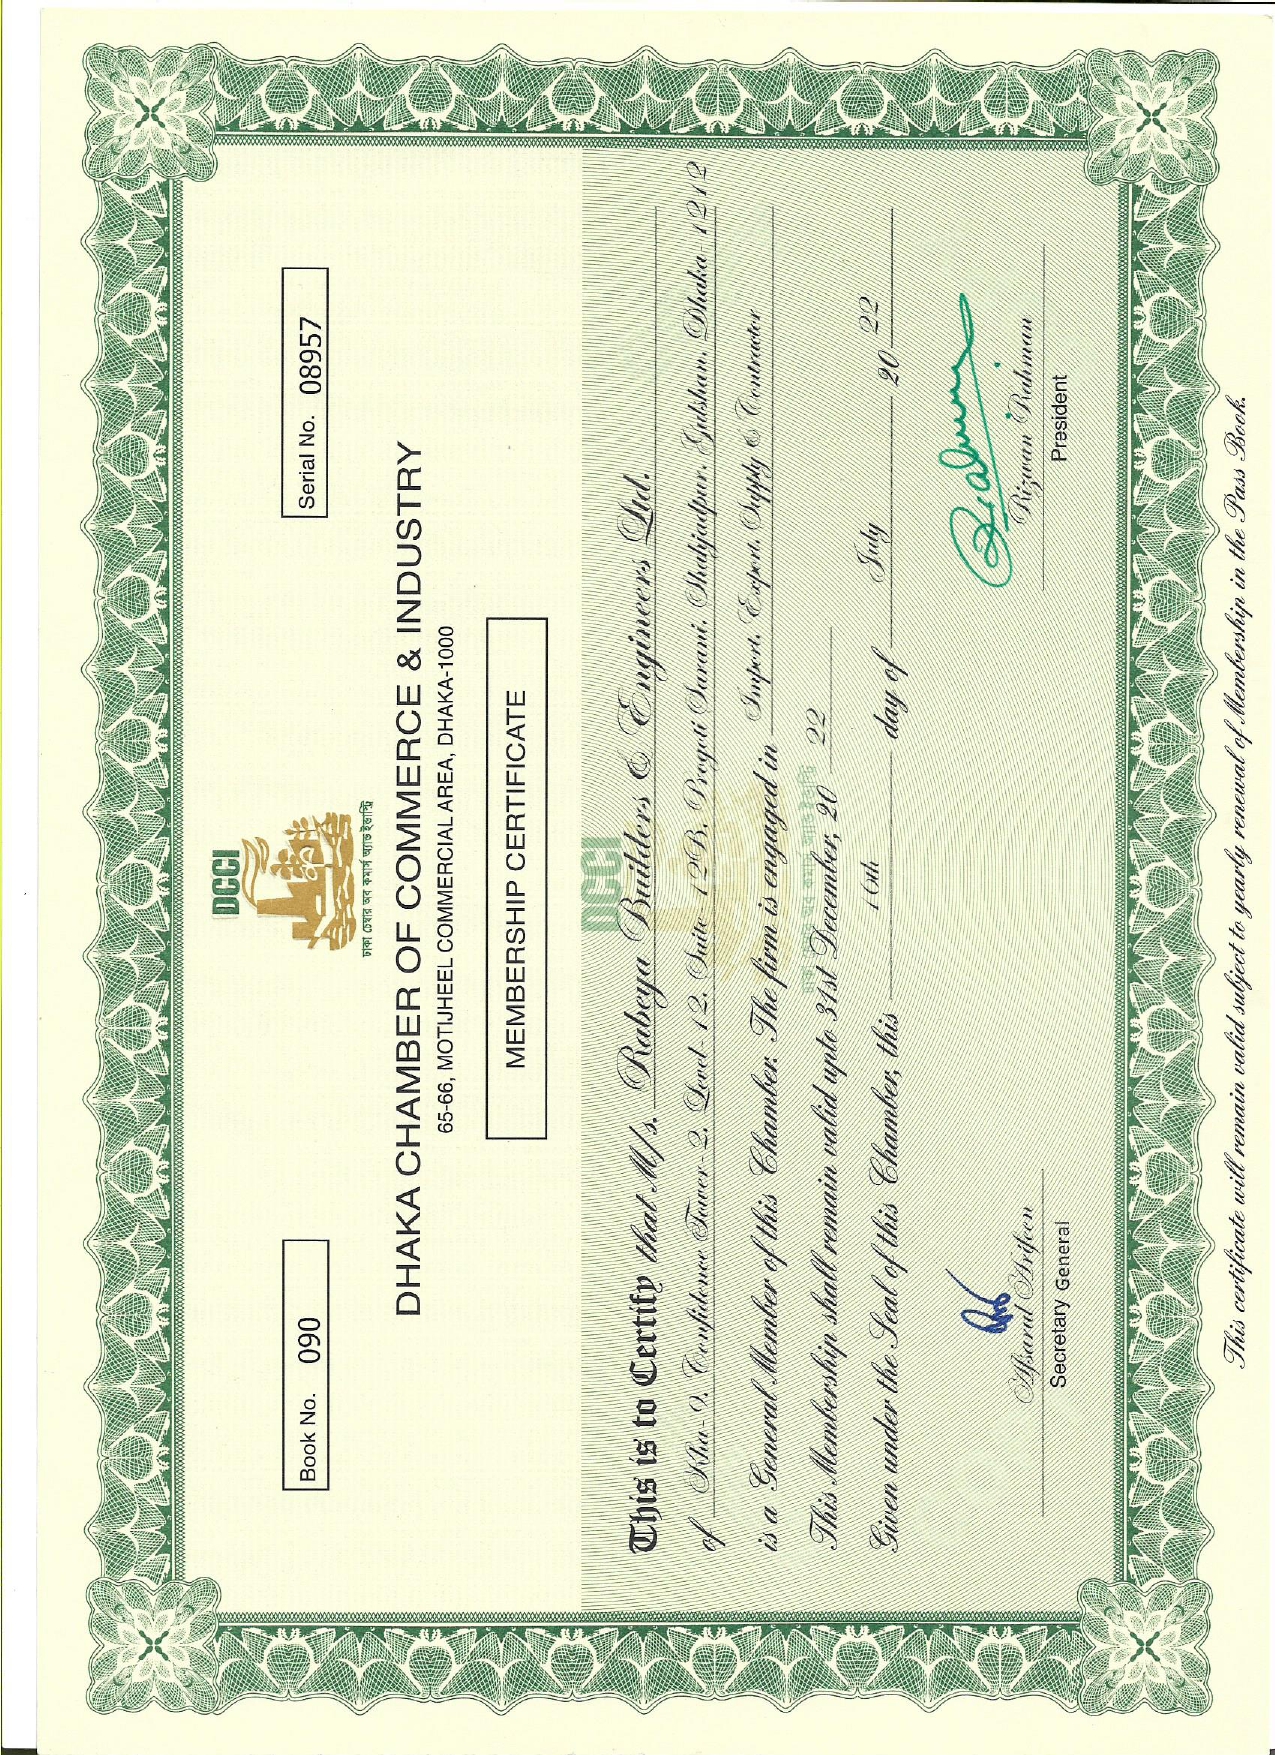 Book No. 090
Serial No. 08957
DCCI
ঢাকা চেম্বার অব কমার্স অ্যান্ড ইন্ডাস্ট্রি
DHAKA CHAMBER OF COMMERCE & INDUSTRY
65-66, MOTIJHEEL COMMERCIAL AREA, DHAKA-1000
MEMBERSHIP CERTIFICATE
This is to Certify that M/s. Rabeya Builders & Engineers Ltd.
of Kha-9, Confidence Tower-2, Level-12, Suite-12B, Progoti Sarani, Shahjadpur, Gulshan, Dhaka-1212
is a General Member of this Chamber. The firm is engaged in Import, Export, Supply & Contractor
This Membership shall remain valid upto 31st December, 20 22
Given under the Seal of this Chamber, this day of July 20 22
Afsarul Arifeen
Secretary General
Rizwan Rahman
President
This certificate will remain valid subject to yearly renewal of Membership in the Pass Book.